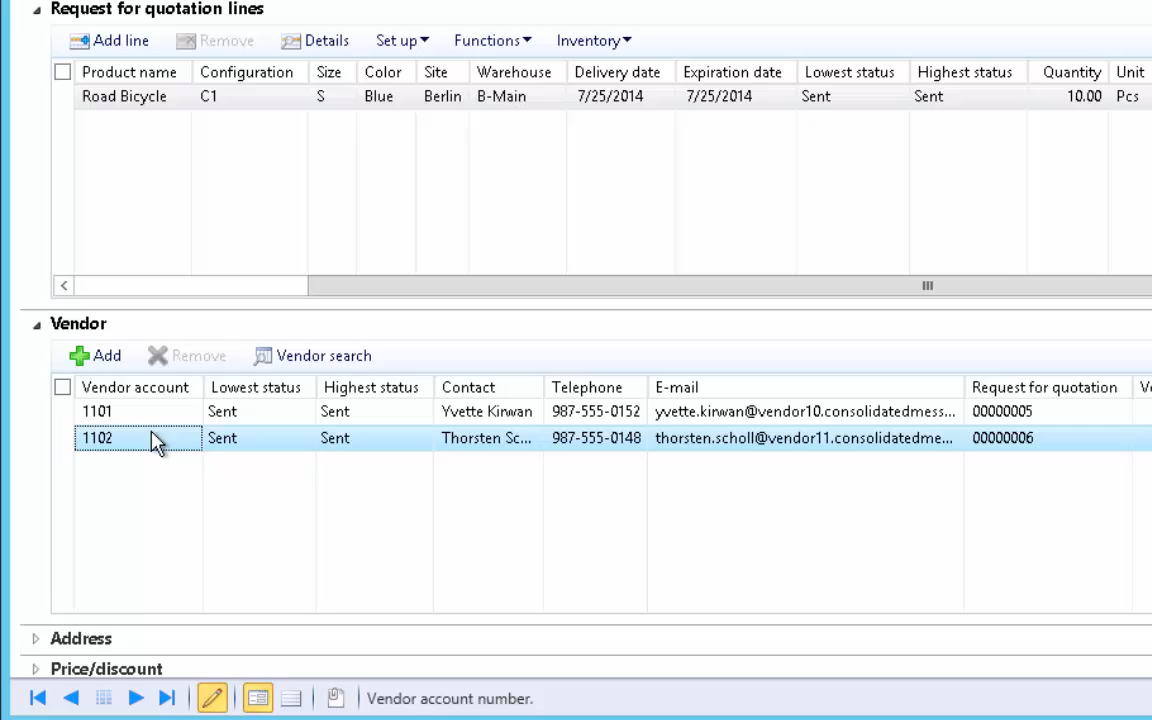 Request for quotation lines
Add line Remove Details Set up Functions Inventory
Product name Configuration Size Color Site Warehouse Delivery date Expiration date Lowest status Highest status Quantity Unit
Road Bicycle C1 S Blue Berlin B-Main 7/25/2014 7/25/2014 Sent Sent 10.00 Pcs
Vendor
Add Remove Vendor search
Vendor account Lowest status Highest status Contact Telephone E-mail Request for quotation
1101 Sent Sent Yvette Kirwan 987-555-0152 yvette.kirwan@vendor10.consolidatedmess... 00000005
1102 Sent Sent Thorsten Sc... 987-555-0148 thorsten.scholl@vendor11.consolidatedme... 00000006
Address
Price/discount
Vendor account number.